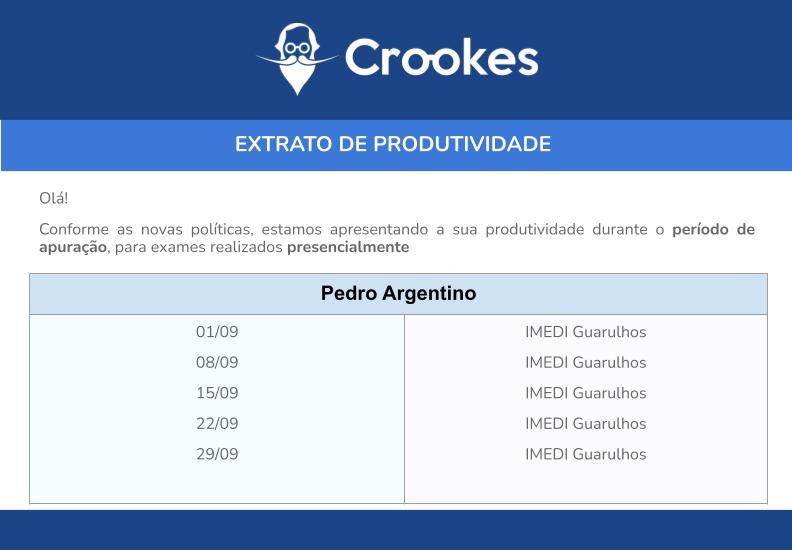 Crookes
EXTRATO DE PRODUTIVIDADE
Olá!
Conforme as novas políticas, estamos apresentando a sua produtividade durante o período de
apuração, para exames realizados presencialmente
Pedro Argentino
01/09 IMEDI Guarulhos
08/09 IMEDI Guarulhos
15/09 IMEDI Guarulhos
22/09 IMEDI Guarulhos
29/09 IMEDI Guarulhos